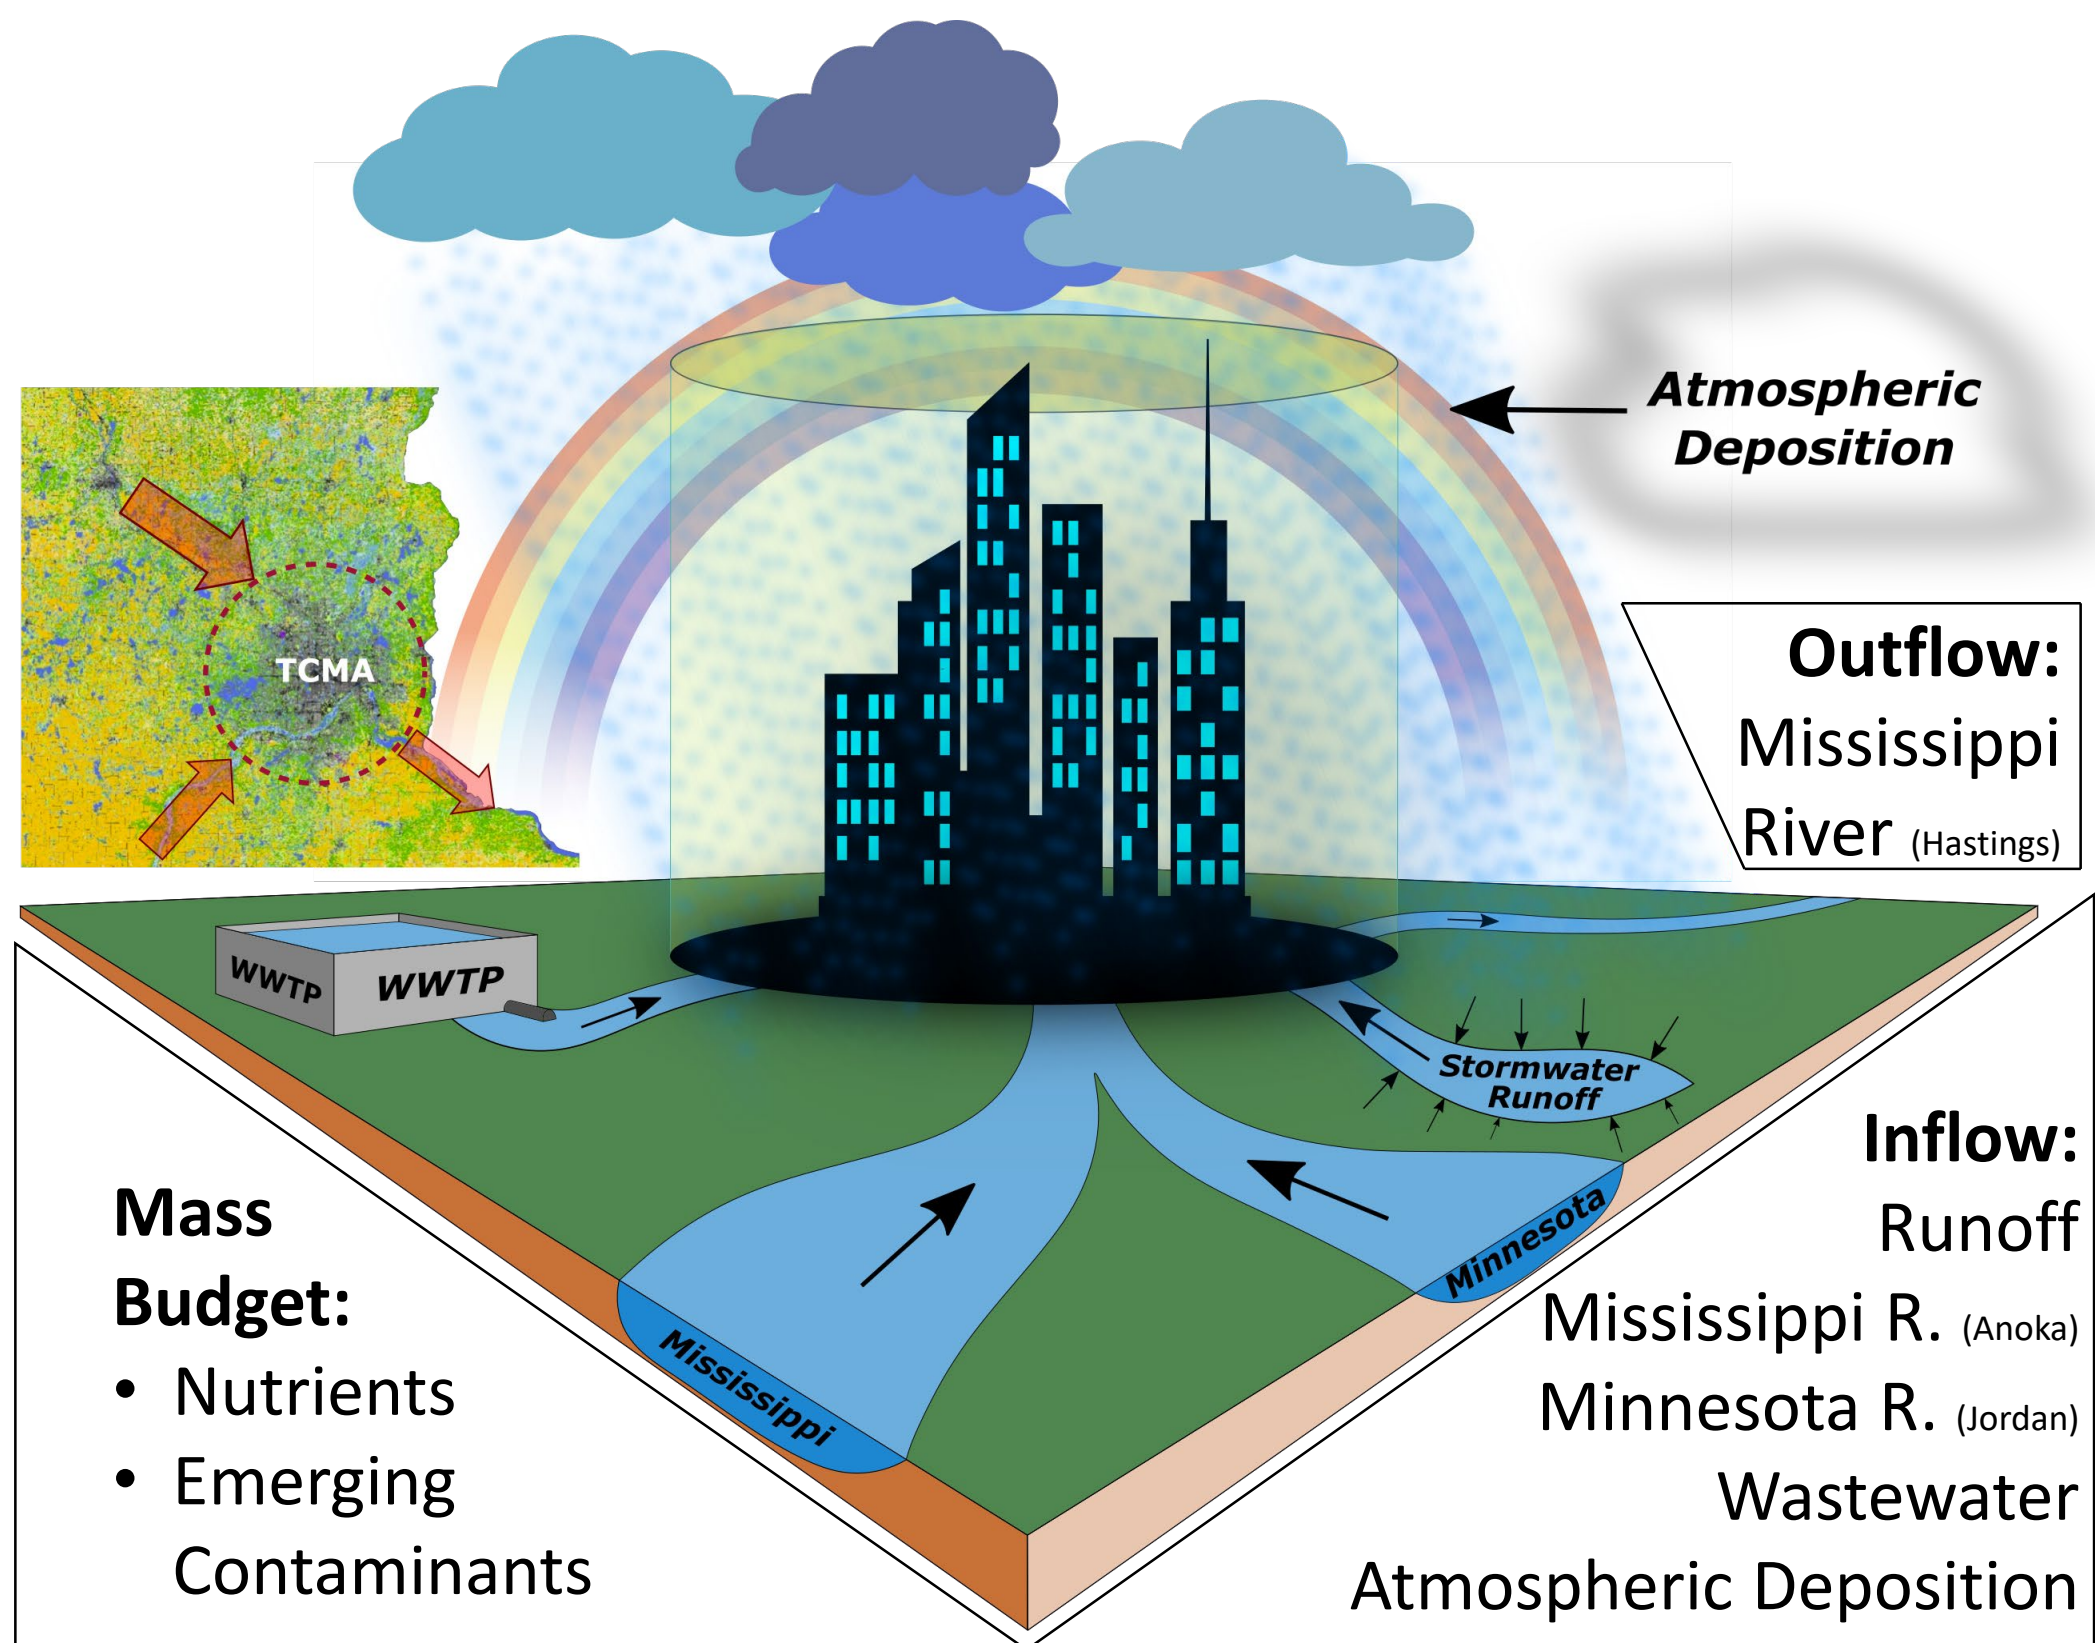 Atmospheric
Deposition
TCMA
Outflow:
Mississippi
River (Hastings)
WWTP
WWTP
Stormwater
Runoff
Minnesota
Mississippi
Mass
Budget:
• Nutrients
• Emerging
Contaminants
Inflow:
Runoff
Mississippi R. (Anoka)
Minnesota R. (Jordan)
Wastewater
Atmospheric Deposition